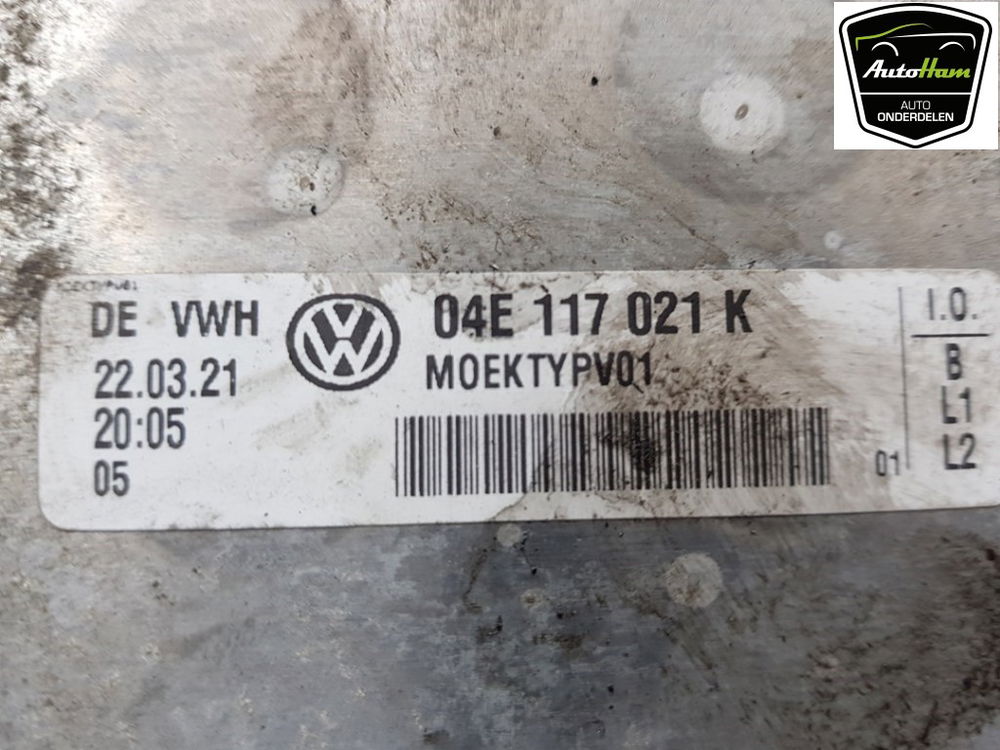 AutoHam
AUTO
ONDERDELEN
DE VWH
04E 117 021 K
I.O.
22.03.21
MOEKTYPV01
B
20:05
L1
05
01
L2